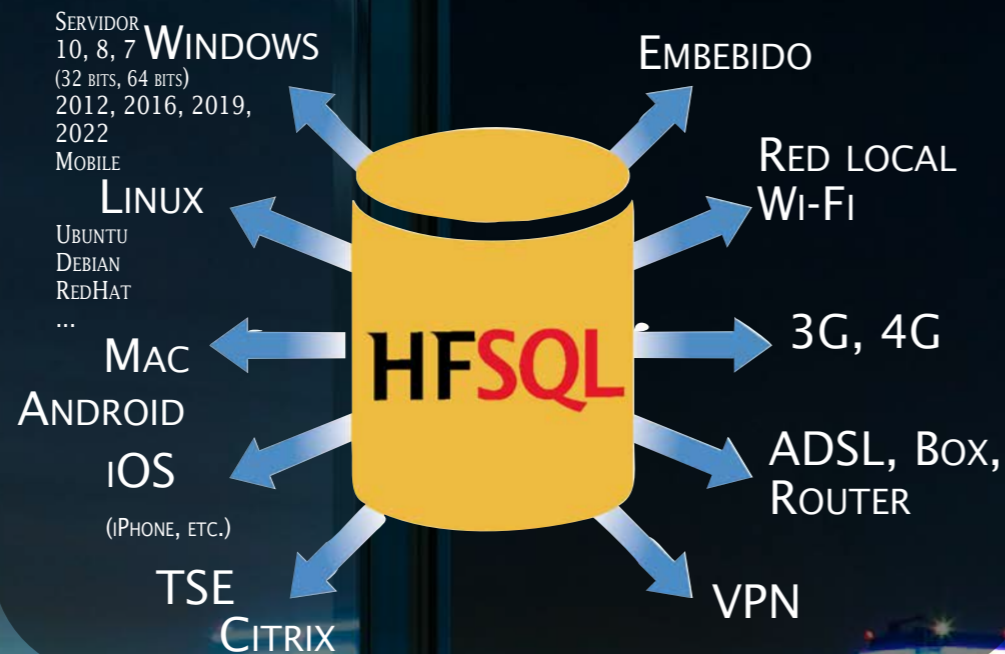 Servidor
10, 8, 7 Windows
(32 bits, 64 bits)
2012, 2016, 2019,
2022
Mobile
Linux
Ubuntu
Debian
RedHat
...
Mac
Android
iOS
(iPhone, etc.)
TSE
Citrix
HFSQL
Embebido
Red local
Wi-Fi
3G, 4G
ADSL, Box,
Router
VPN